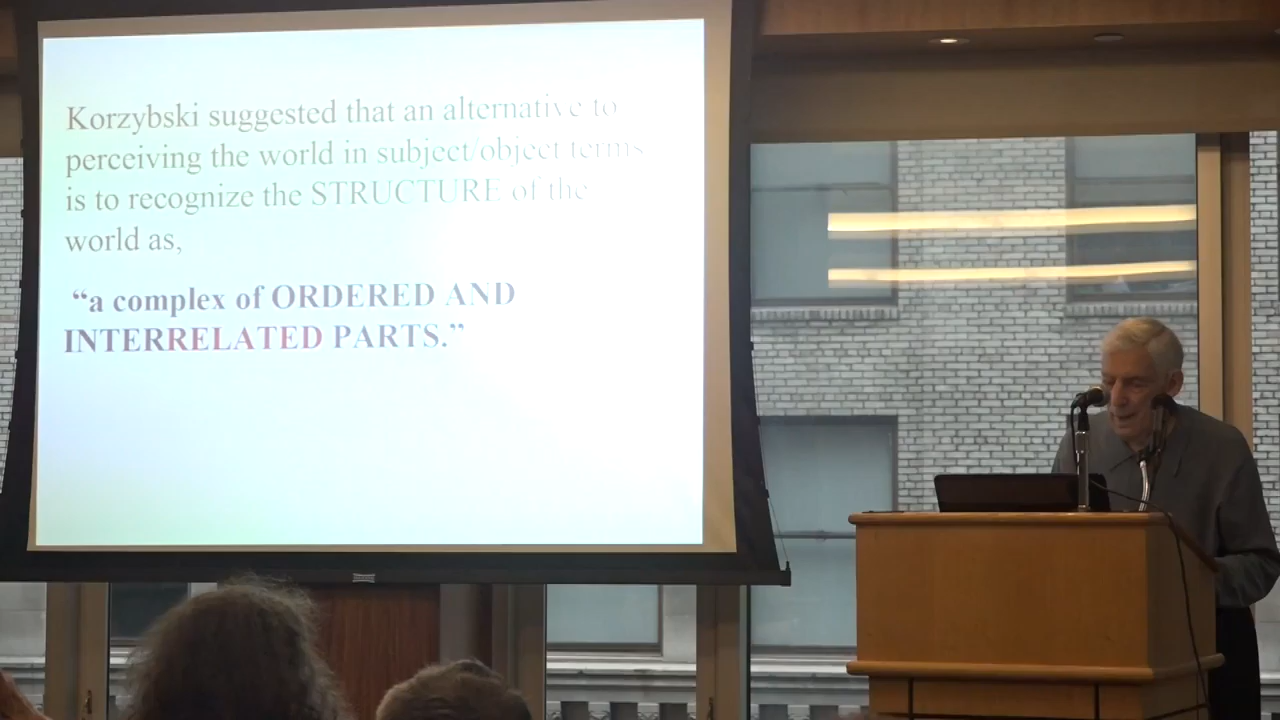 Korzybski suggested that an alternative to
perceiving the world in subject/object terms
is to recognize the STRUCTURE of the
world as,
“a complex of ORDERED AND
INTERRELATED PARTS.”